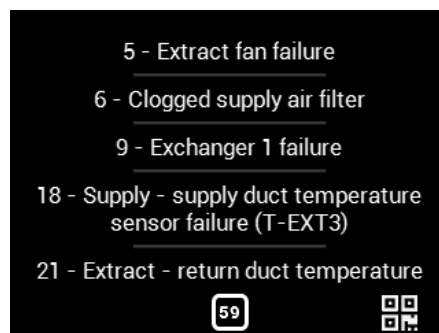 5 - Extract fan failure
6 - Clogged supply air filter
9 - Exchanger 1 failure
18 - Supply - supply duct temperature
sensor failure (T-EXT3)
21 - Extract - return duct temperature
59